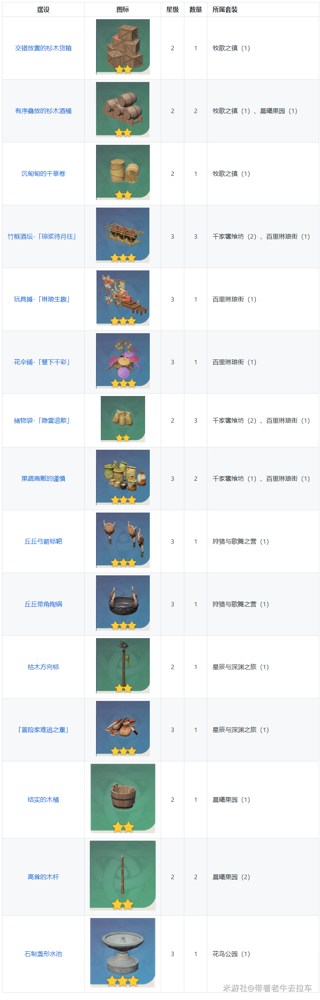 摆设 图标 星级 数量 所属套装
交错放置的杉木货箱 2 1 牧歌之镇（1）
有序叠放的杉木酒桶 2 2 牧歌之镇（1）、晨曦果园（1）
沉甸甸的干草卷 2 1 牧歌之镇（1）
竹框酒坛-「琼浆待月往」 3 3 千家饔飧坊（2）、百里琳琅街（1）
玩具摊-「琳琅生趣」 3 1 百里琳琅街（1）
花伞铺-「簦下千彩」 3 1 百里琳琅街（1）
储物袋-「隐雷退散」 2 3 千家饔飧坊（2）、百里琳琅街（1）
果蔬商贩的谨慎 3 2 千家饔飧坊（1）、百里琳琅街（1）
丘丘弓箭标靶 3 1 狩猎与歌舞之营（1）
丘丘带角陶锅 3 1 狩猎与歌舞之营（1）
枯木方向标 2 1 星辰与深渊之旅（1）
「冒险家难逃之重」 3 1 星辰与深渊之旅（1）
结实的木桶 2 1 晨曦果园（1）
高耸的木杆 2 2 晨曦果园（2）
石制盏形水池 3 1 花鸟公园（1）
米游社@带着老牛去拉车